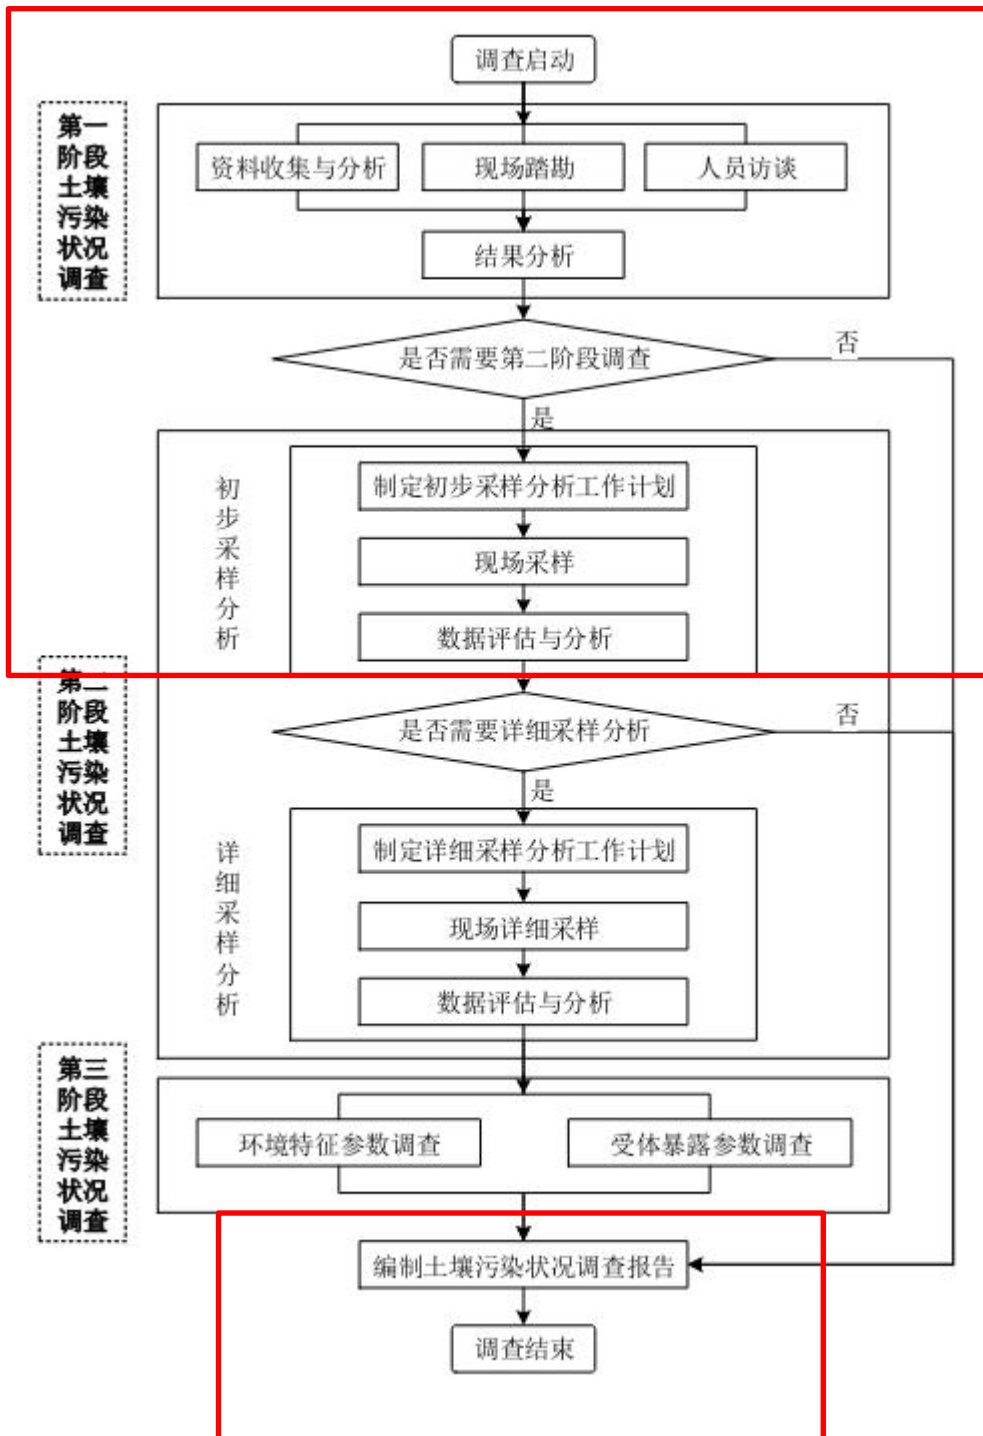 调查启动
第一
阶段
土壤
污染
状况
调查
资料收集与分析
现场踏勘
人员访谈
结果分析
是否需要第二阶段调查
否
是
初
步
采
样
分
析
制定初步采样分析工作计划
现场采样
数据评估与分析
第二
阶段
土壤
污染
状况
调查
是否需要详细采样分析
否
是
详
细
采
样
分
析
制定详细采样分析工作计划
现场详细采样
数据评估与分析
第三
阶段
土壤
污染
状况
调查
环境特征参数调查
受体暴露参数调查
编制土壤污染状况调查报告
调查结束